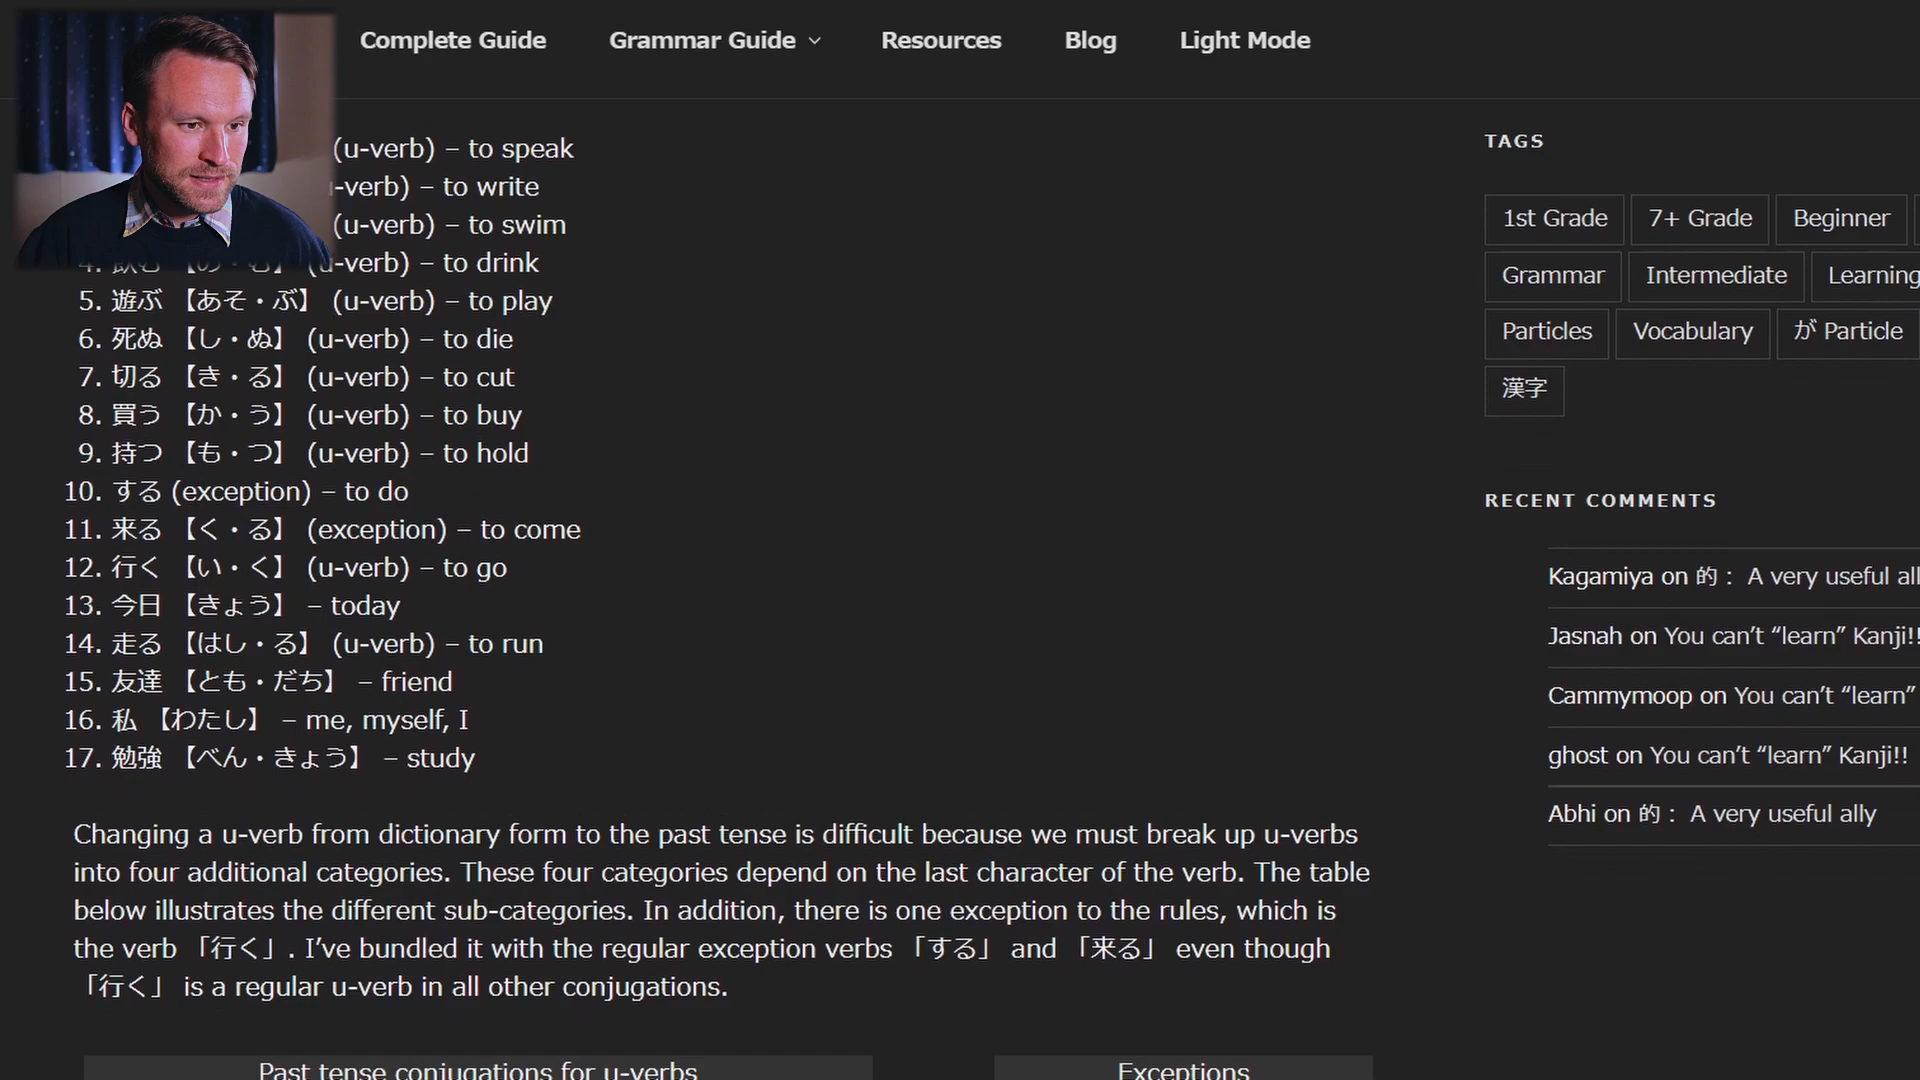 Complete Guide
Grammar Guide
Resources
Blog
Light Mode
(u-verb) – to speak
-verb) – to write
(u-verb) – to swim
-verb) – to drink
5. 遊ぶ 【あそ・ぶ】 (u-verb) – to play
6. 死ぬ 【し・ぬ】 (u-verb) – to die
7. 切る 【き・る】 (u-verb) – to cut
8. 買う 【か・う】 (u-verb) – to buy
9. 持つ 【も・つ】 (u-verb) – to hold
10. する (exception) – to do
11. 来る 【く・る】 (exception) – to come
12. 行く 【い・く】 (u-verb) – to go
13. 今日 【きょう】 – today
14. 走る 【はし・る】 (u-verb) – to run
15. 友達 【とも・だち】 – friend
16. 私 【わたし】 – me, myself, I
17. 勉強 【べん・きょう】 – study
Changing a u-verb from dictionary form to the past tense is difficult because we must break up u-verbs
into four additional categories. These four categories depend on the last character of the verb. The table
below illustrates the different sub-categories. In addition, there is one exception to the rules, which is
the verb 「行く」. I’ve bundled it with the regular exception verbs 「する」 and 「来る」 even though
「行く」 is a regular u-verb in all other conjugations.
Past tense conjugations for u-verbs
Exceptions
TAGS
1st Grade
7+ Grade
Beginner
Grammar
Intermediate
Learning
Particles
Vocabulary
が Particle
漢字
RECENT COMMENTS
Kagamiya on 的： A very useful all
Jasnah on You can’t “learn” Kanji!!
Cammymoop on You can’t “learn”
ghost on You can’t “learn” Kanji!!
Abhi on 的： A very useful ally